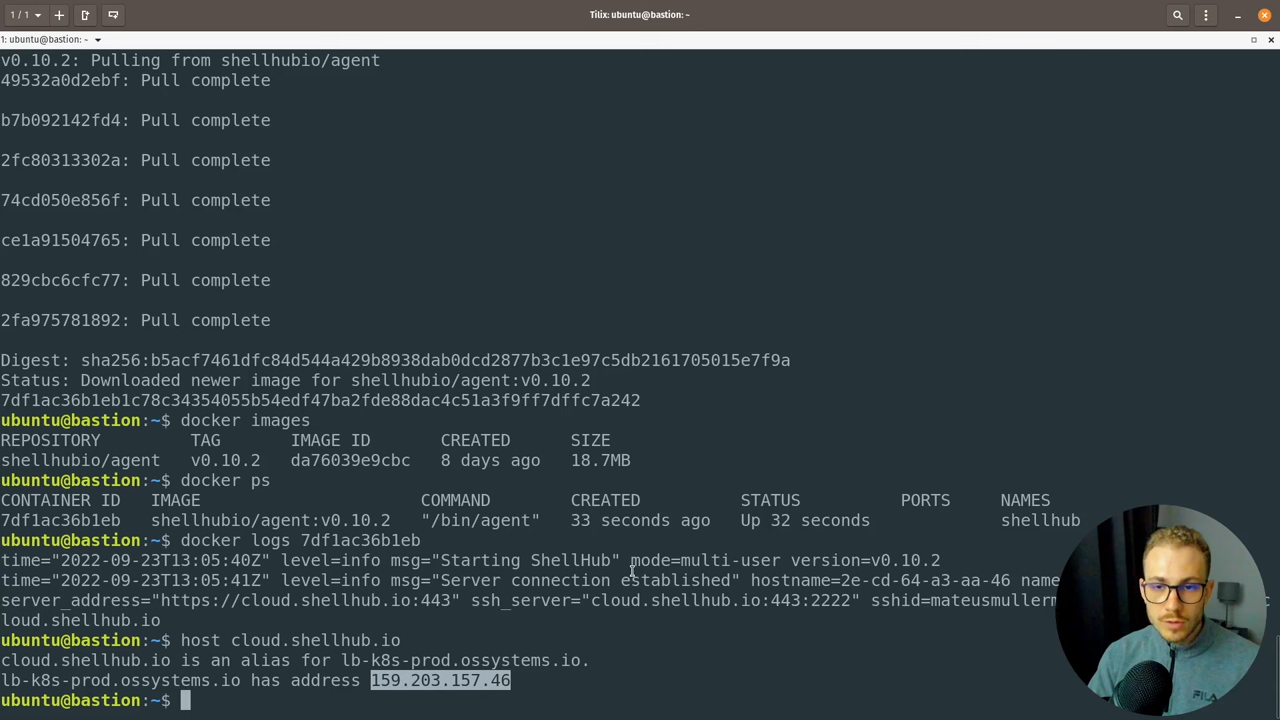 1 / 1
Tilix: ubuntu@bastion: ~
1: ubuntu@bastion: ~
v0.10.2: Pulling from shellhubio/agent
49532a0d2ebf: Pull complete
b7b092142fd4: Pull complete
2fc80313302a: Pull complete
74cd050e856f: Pull complete
ce1a91504765: Pull complete
829cbc6cfc77: Pull complete
2fa975781892: Pull complete
Digest: sha256:b5acf7461dfc84d544a429b8938dab0dcd2877b3c1e97c5db2161705015e7f9a
Status: Downloaded newer image for shellhubio/agent:v0.10.2
7df1ac36b1eb1c78c34354055b54edf47ba2fde88dac4c51a3f9ff7dffc7a242
ubuntu@bastion:~$ docker images
REPOSITORY TAG IMAGE ID CREATED SIZE
shellhubio/agent v0.10.2 da76039e9cbc 8 days ago 18.7MB
ubuntu@bastion:~$ docker ps
CONTAINER ID IMAGE COMMAND CREATED STATUS PORTS NAMES
7df1ac36b1eb shellhubio/agent:v0.10.2 "/bin/agent" 33 seconds ago Up 32 seconds shellhub
ubuntu@bastion:~$ docker logs 7df1ac36b1eb
time="2022-09-23T13:05:40Z" level=info msg="Starting ShellHub" mode=multi-user version=v0.10.2
time="2022-09-23T13:05:41Z" level=info msg="Server connection established" hostname=2e-cd-64-a3-aa-46 name
server_address="https://cloud.shellhub.io:443" ssh_server="cloud.shellhub.io:443:2222" sshid=mateusmuller c
loud.shellhub.io
ubuntu@bastion:~$ host cloud.shellhub.io
cloud.shellhub.io is an alias for lb-k8s-prod.ossystems.io.
lb-k8s-prod.ossystems.io has address 159.203.157.46
ubuntu@bastion:~$
FILA